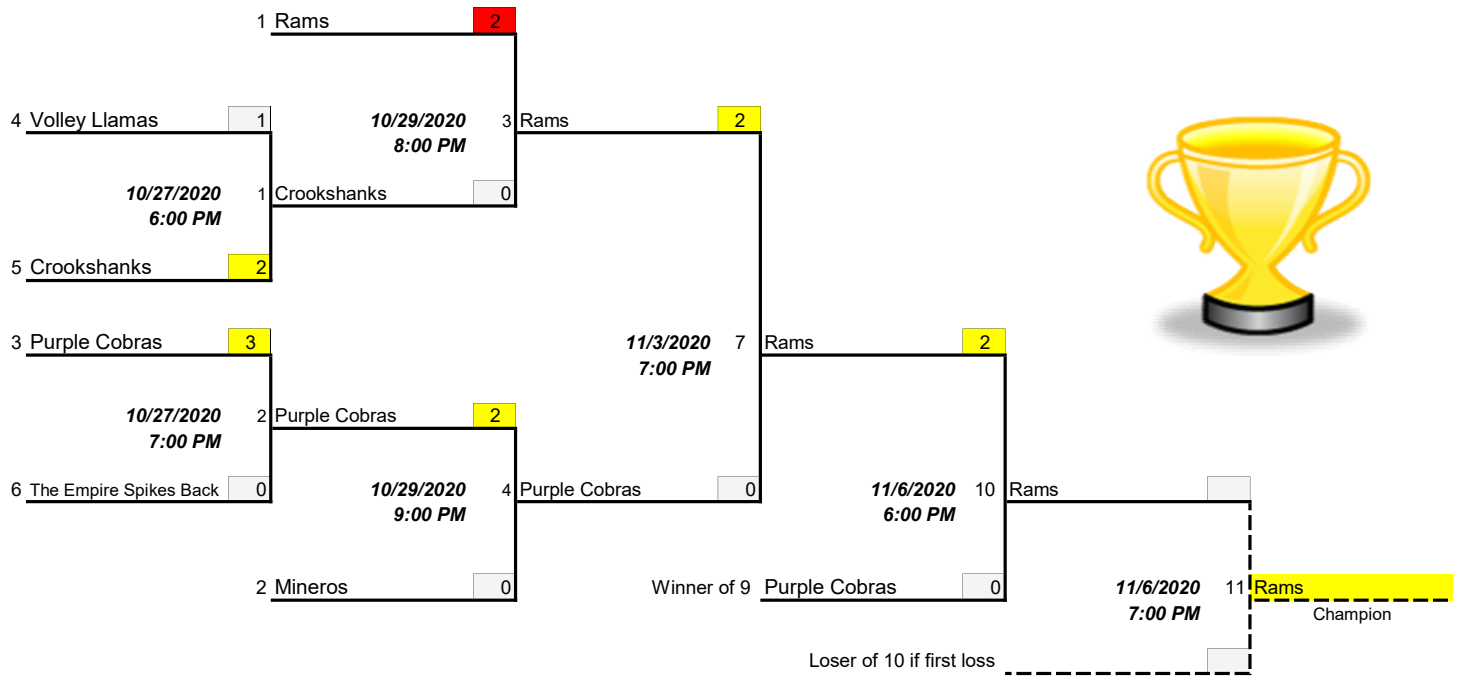 1 Rams 2
4 Volley Llamas 1
10/29/2020 3 Rams 2
8:00 PM
10/27/2020 1 Crookshanks 0
6:00 PM
5 Crookshanks 2
3 Purple Cobras 3
11/3/2020 7 Rams 2
7:00 PM
10/27/2020 2 Purple Cobras 2
7:00 PM
6 The Empire Spikes Back 0
10/29/2020 4 Purple Cobras 0
9:00 PM
11/6/2020 10 Rams
6:00 PM
2 Mineros 0
Winner of 9 Purple Cobras 0
11/6/2020 11 Rams
7:00 PM
Champion
Loser of 10 if first loss